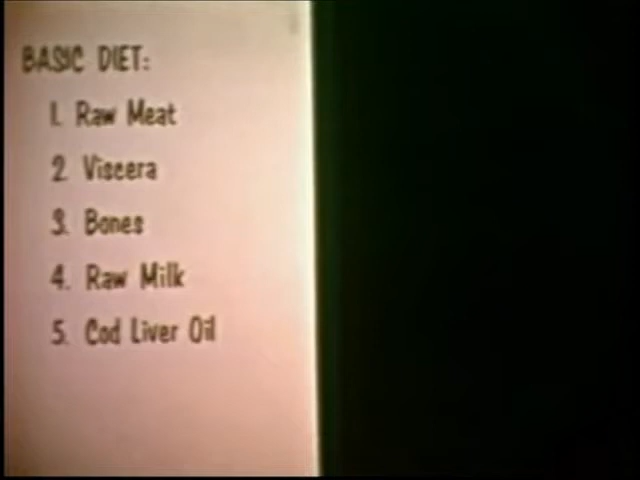 BASIC DIET:
1. Raw Meat
2. Viscera
3. Bones
4. Raw Milk
5. Cod Liver Oil